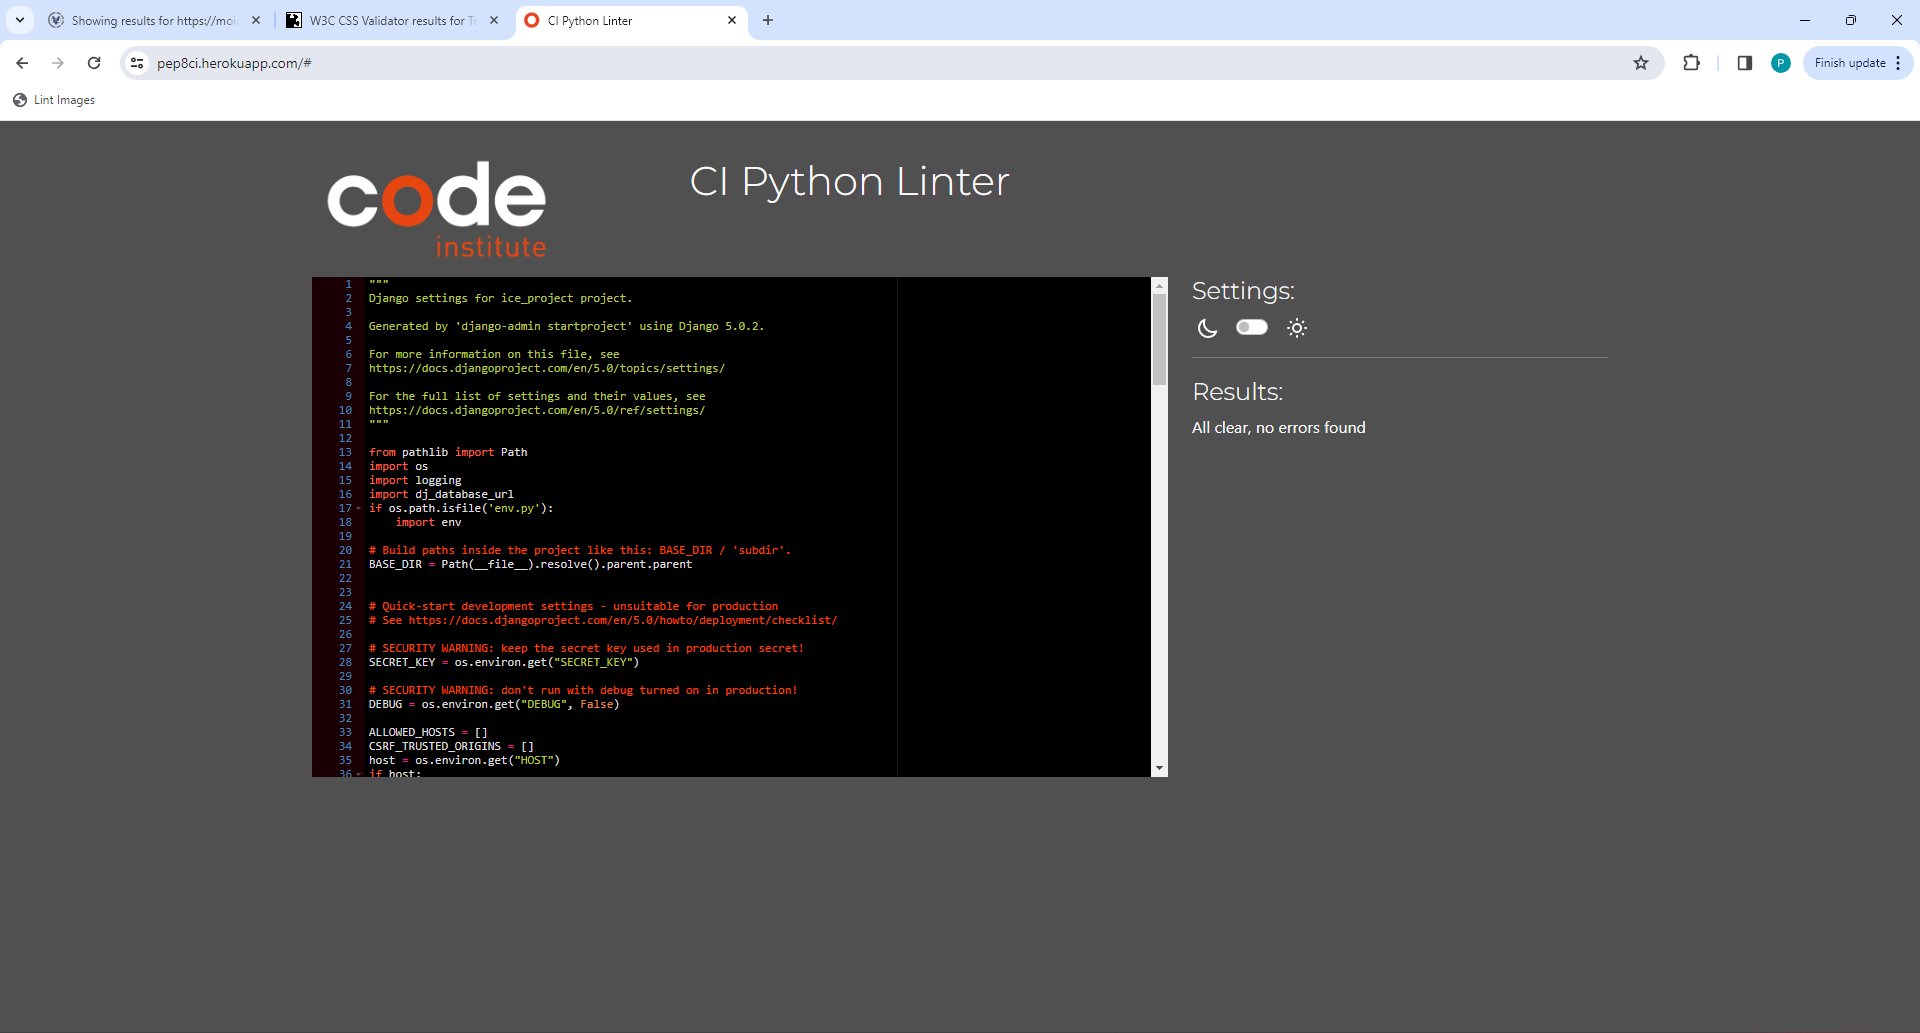 Showing results for https://moi
W3C CSS Validator results for Te
CI Python Linter
pep8ci.herokuapp.com/#
P
Finish update
Lint Images
code
institute
CI Python Linter
1 """
2 Django settings for ice_project project.
3
4 Generated by 'django-admin startproject' using Django 5.0.2.
5
6 For more information on this file, see
7 https://docs.djangoproject.com/en/5.0/topics/settings/
8
9 For the full list of settings and their values, see
10 https://docs.djangoproject.com/en/5.0/ref/settings/
11 """
12
13 from pathlib import Path
14 import os
15 import logging
16 import dj_database_url
17 if os.path.isfile('env.py'):
18     import env
19
20 # Build paths inside the project like this: BASE_DIR / 'subdir'.
21 BASE_DIR = Path(__file__).resolve().parent.parent
22
23
24 # Quick-start development settings - unsuitable for production
25 # See https://docs.djangoproject.com/en/5.0/howto/deployment/checklist/
26
27 # SECURITY WARNING: keep the secret key used in production secret!
28 SECRET_KEY = os.environ.get("SECRET_KEY")
29
30 # SECURITY WARNING: don't run with debug turned on in production!
31 DEBUG = os.environ.get("DEBUG", False)
32
33 ALLOWED_HOSTS = []
34 CSRF_TRUSTED_ORIGINS = []
35 host = os.environ.get("HOST")
36 if host:
Settings:
Results:
All clear, no errors found